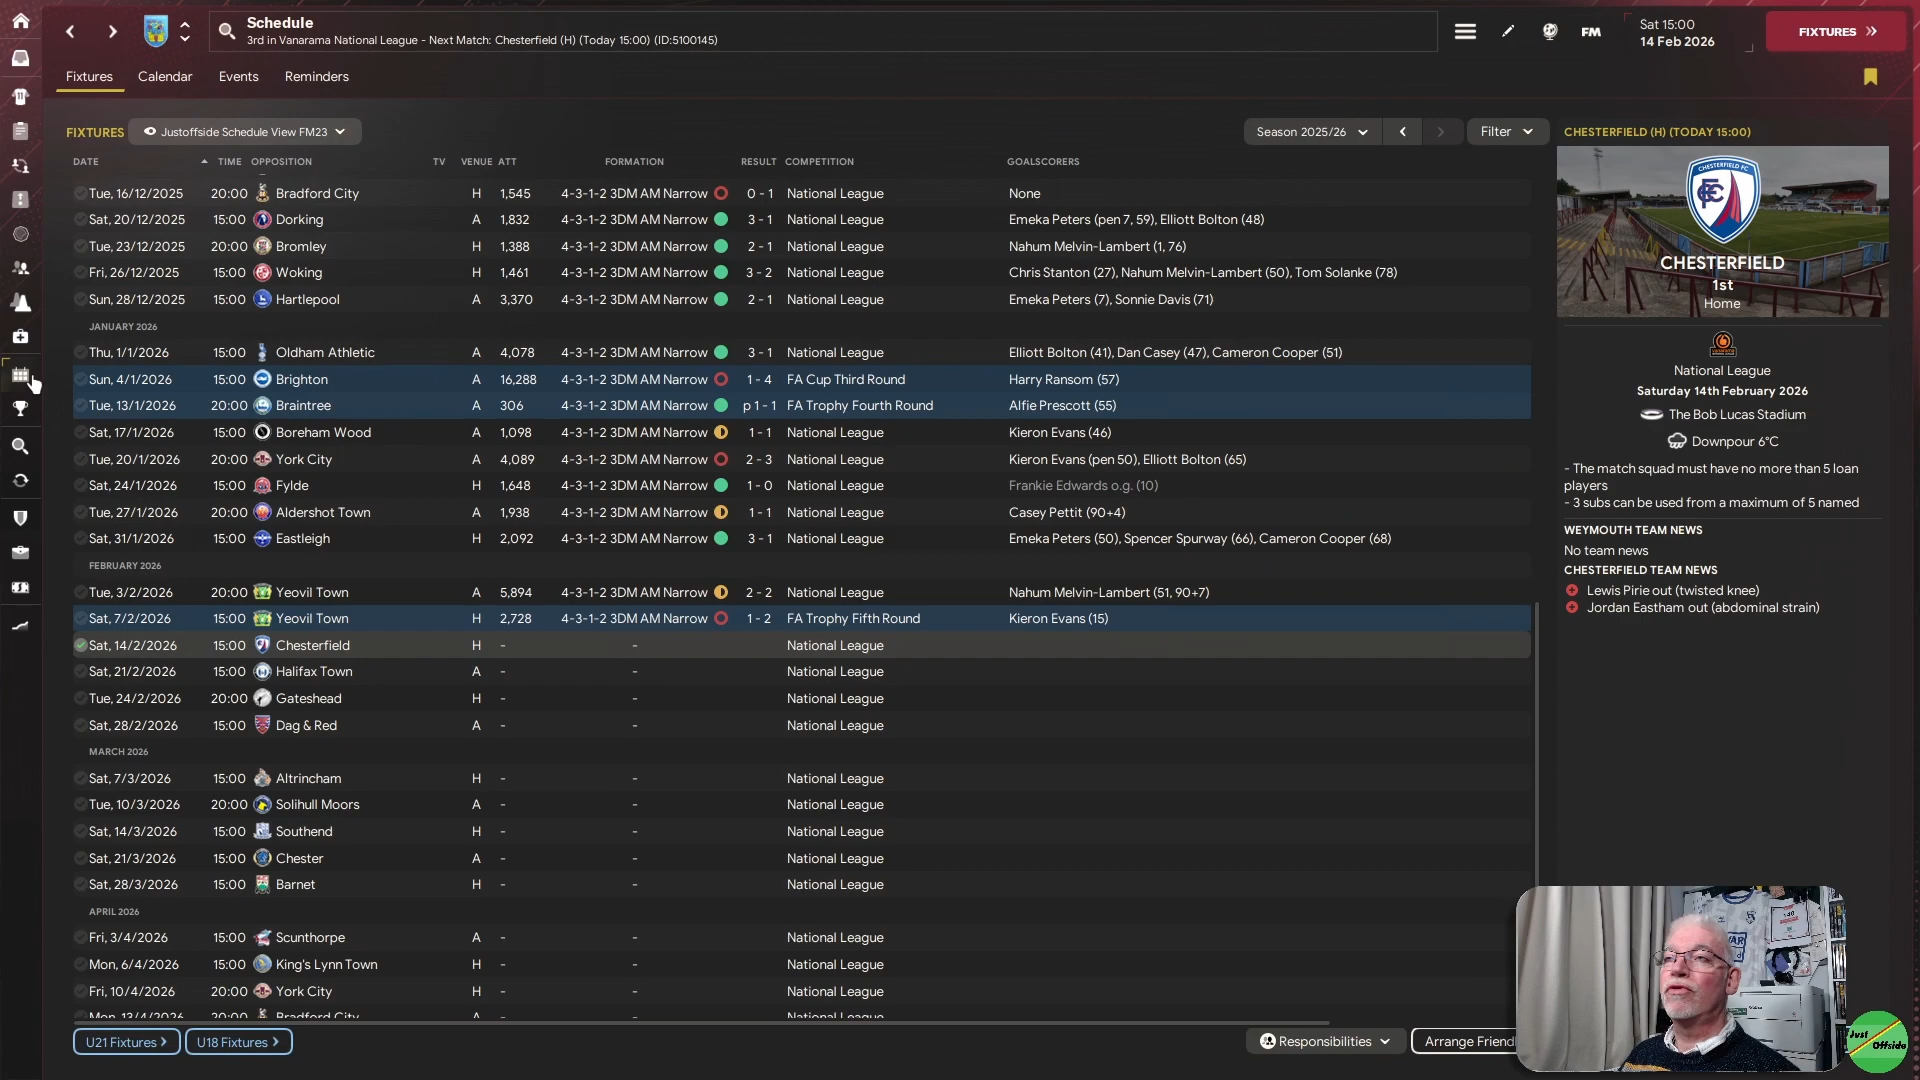 Schedule
3rd in Vanarama National League - Next Match: Chesterfield (H) (Today 15:00) (ID:5100145)
FM
Sat 15:00
14 Feb 2026
FIXTURES
Fixtures Calendar Events Reminders
FIXTURES Justoffside Schedule View FM23 Season 2025/26 Filter
DATE TIME OPPOSITION TV VENUE ATT FORMATION RESULT COMPETITION GOALSCORERS
Tue, 16/12/2025 20:00 Bradford City H 1,545 4-3-1-2 3DM AM Narrow 0 - 1 National League None
Sat, 20/12/2025 15:00 Dorking A 1,832 4-3-1-2 3DM AM Narrow 3 - 1 National League Emeka Peters (pen 7, 59), Elliott Bolton (48)
Tue, 23/12/2025 20:00 Bromley H 1,388 4-3-1-2 3DM AM Narrow 2 - 1 National League Nahum Melvin-Lambert (1, 76)
Fri, 26/12/2025 15:00 Woking H 1,461 4-3-1-2 3DM AM Narrow 3 - 2 National League Chris Stanton (27), Nahum Melvin-Lambert (50), Tom Solanke (78)
Sun, 28/12/2025 15:00 Hartlepool A 3,370 4-3-1-2 3DM AM Narrow 2 - 1 National League Emeka Peters (7), Sonnie Davis (71)
JANUARY 2026
Thu, 1/1/2026 15:00 Oldham Athletic A 4,078 4-3-1-2 3DM AM Narrow 3 - 1 National League Elliott Bolton (41), Dan Casey (47), Cameron Cooper (51)
Sun, 4/1/2026 15:00 Brighton A 16,288 4-3-1-2 3DM AM Narrow 1 - 4 FA Cup Third Round Harry Ransom (57)
Tue, 13/1/2026 20:00 Braintree A 306 4-3-1-2 3DM AM Narrow p 1 - 1 FA Trophy Fourth Round Alfie Prescott (55)
Sat, 17/1/2026 15:00 Boreham Wood A 1,098 4-3-1-2 3DM AM Narrow 1 - 1 National League Kieron Evans (46)
Tue, 20/1/2026 20:00 York City A 4,089 4-3-1-2 3DM AM Narrow 2 - 3 National League Kieron Evans (pen 50), Elliott Bolton (65)
Sat, 24/1/2026 15:00 Fylde H 1,648 4-3-1-2 3DM AM Narrow 1 - 0 National League Frankie Edwards o.g. (10)
Tue, 27/1/2026 20:00 Aldershot Town A 1,938 4-3-1-2 3DM AM Narrow 1 - 1 National League Casey Pettit (90+4)
Sat, 31/1/2026 15:00 Eastleigh H 2,092 4-3-1-2 3DM AM Narrow 3 - 1 National League Emeka Peters (50), Spencer Spurway (66), Cameron Cooper (68)
FEBRUARY 2026
Tue, 3/2/2026 20:00 Yeovil Town A 5,894 4-3-1-2 3DM AM Narrow 2 - 2 National League Nahum Melvin-Lambert (51, 90+7)
Sat, 7/2/2026 15:00 Yeovil Town H 2,728 4-3-1-2 3DM AM Narrow 1 - 2 FA Trophy Fifth Round Kieron Evans (15)
Sat, 14/2/2026 15:00 Chesterfield H - - National League
Sat, 21/2/2026 15:00 Halifax Town A - - National League
Tue, 24/2/2026 20:00 Gateshead H - - National League
Sat, 28/2/2026 15:00 Dag & Red A - - National League
MARCH 2026
Sat, 7/3/2026 15:00 Altrincham H - - National League
Tue, 10/3/2026 20:00 Solihull Moors A - - National League
Sat, 14/3/2026 15:00 Southend H - - National League
Sat, 21/3/2026 15:00 Chester A - - National League
Sat, 28/3/2026 15:00 Barnet H - - National League
APRIL 2026
Fri, 3/4/2026 15:00 Scunthorpe A - - National League
Mon, 6/4/2026 15:00 King's Lynn Town H - - National League
Fri, 10/4/2026 20:00 York City H - - National League
Mon, 13/4/2026 20:00 Bradford City A - - National League
U21 Fixtures U18 Fixtures Responsibilities Arrange Friend
CHESTERFIELD (H) (TODAY 15:00)
CHESTERFIELD FC
CHESTERFIELD
1st
Home
National League
Saturday 14th February 2026
The Bob Lucas Stadium
Downpour 6°C
- The match squad must have no more than 5 loan
players
- 3 subs can be used from a maximum of 5 named
WEYMOUTH TEAM NEWS
No team news
CHESTERFIELD TEAM NEWS
Lewis Pirie out (twisted knee)
Jordan Eastham out (abdominal strain)
Just
Offside